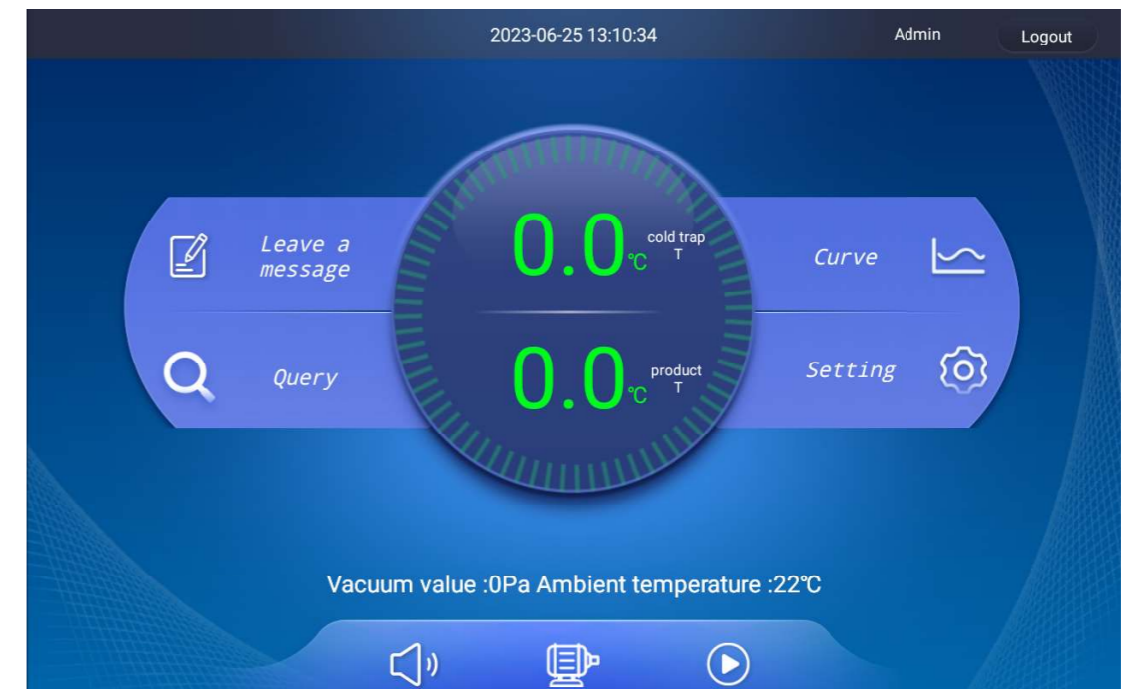 2023-06-25 13:10:34 Admin Logout
Leave a
message
0.0℃ cold trap
T
Curve
Query
0.0℃ product
T
Setting
Vacuum value :0Pa Ambient temperature :22℃